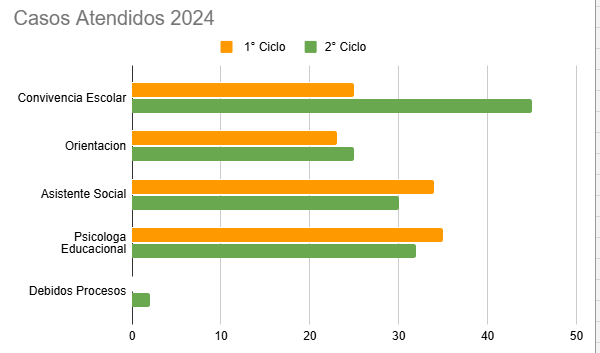 Casos Atendidos 2024
1° Ciclo
2° Ciclo
Convivencia Escolar
Orientacion
Asistente Social
Psicologa
Educacional
Debidos Procesos
0
10
20
30
40
50